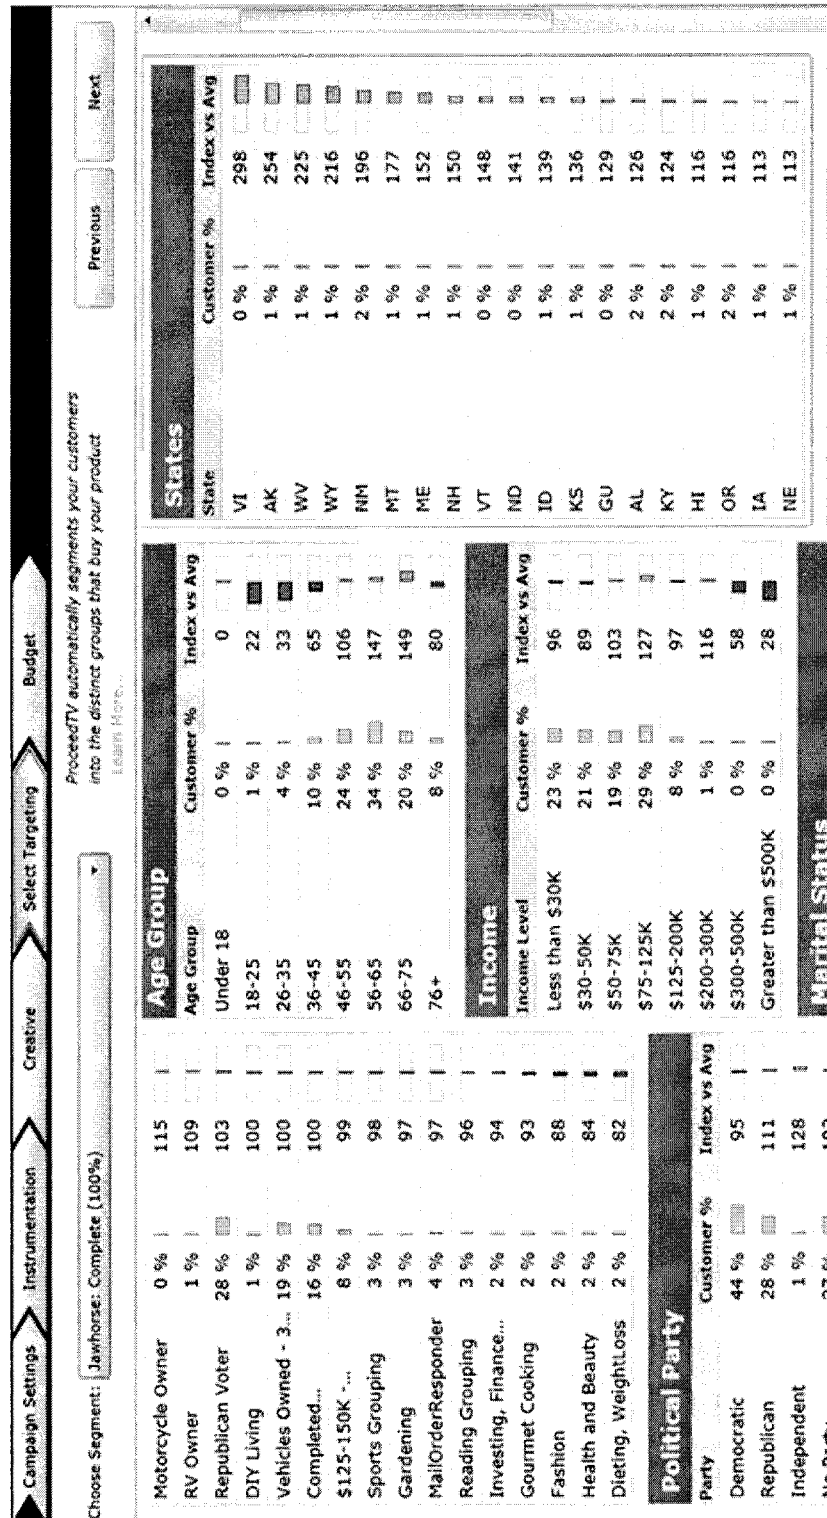 Campaign Settings
Instrumentation
Creative
Select Targeting
Budget
Choose Segment: Jawhorse: Complete (100%)
ProceedTV automatically segments your customers
into the distinct groups that buy your product
Learn More...
Previous
Next
Motorcycle Owner 0 % 115
RV Owner 1 % 109
Republican Voter 28 % 103
DIY Living 1 % 100
Vehicles Owned - 3... 19 % 100
Completed... 16 % 100
$125-150K -... 8 % 99
Sports Grouping 3 % 98
Gardening 3 % 97
MailOrderResponder 4 % 97
Reading Grouping 3 % 96
Investing, Finance... 2 % 94
Gourmet Cooking 2 % 93
Fashion 2 % 88
Health and Beauty 2 % 84
Dieting, WeightLoss 2 % 82
Political Party
Party Customer % Index vs Avg
Democratic 44 % 95
Republican 28 % 111
Independent 1 % 128
Age Group
Age Group Customer % Index vs Avg
Under 18 0 % 0
18-25 1 % 22
26-35 4 % 33
36-45 10 % 65
46-55 24 % 106
56-65 34 % 147
66-75 20 % 149
76+ 8 % 80
Income
Income Level Customer % Index vs Avg
Less than $30K 23 % 96
$30-50K 21 % 89
$50-75K 19 % 103
$75-125K 29 % 127
$125-200K 8 % 97
$200-300K 1 % 116
$300-500K 0 % 58
Greater than $500K 0 % 28
Marital Status
States
State Customer % Index vs Avg
VI 0 % 298
AK 1 % 254
WV 1 % 225
WY 1 % 216
NM 2 % 196
MT 1 % 177
ME 1 % 152
NH 1 % 150
VT 0 % 148
ND 0 % 141
ID 1 % 139
KS 1 % 136
GU 0 % 129
AL 2 % 126
KY 2 % 124
HI 1 % 116
OR 2 % 116
IA 1 % 113
NE 1 % 113